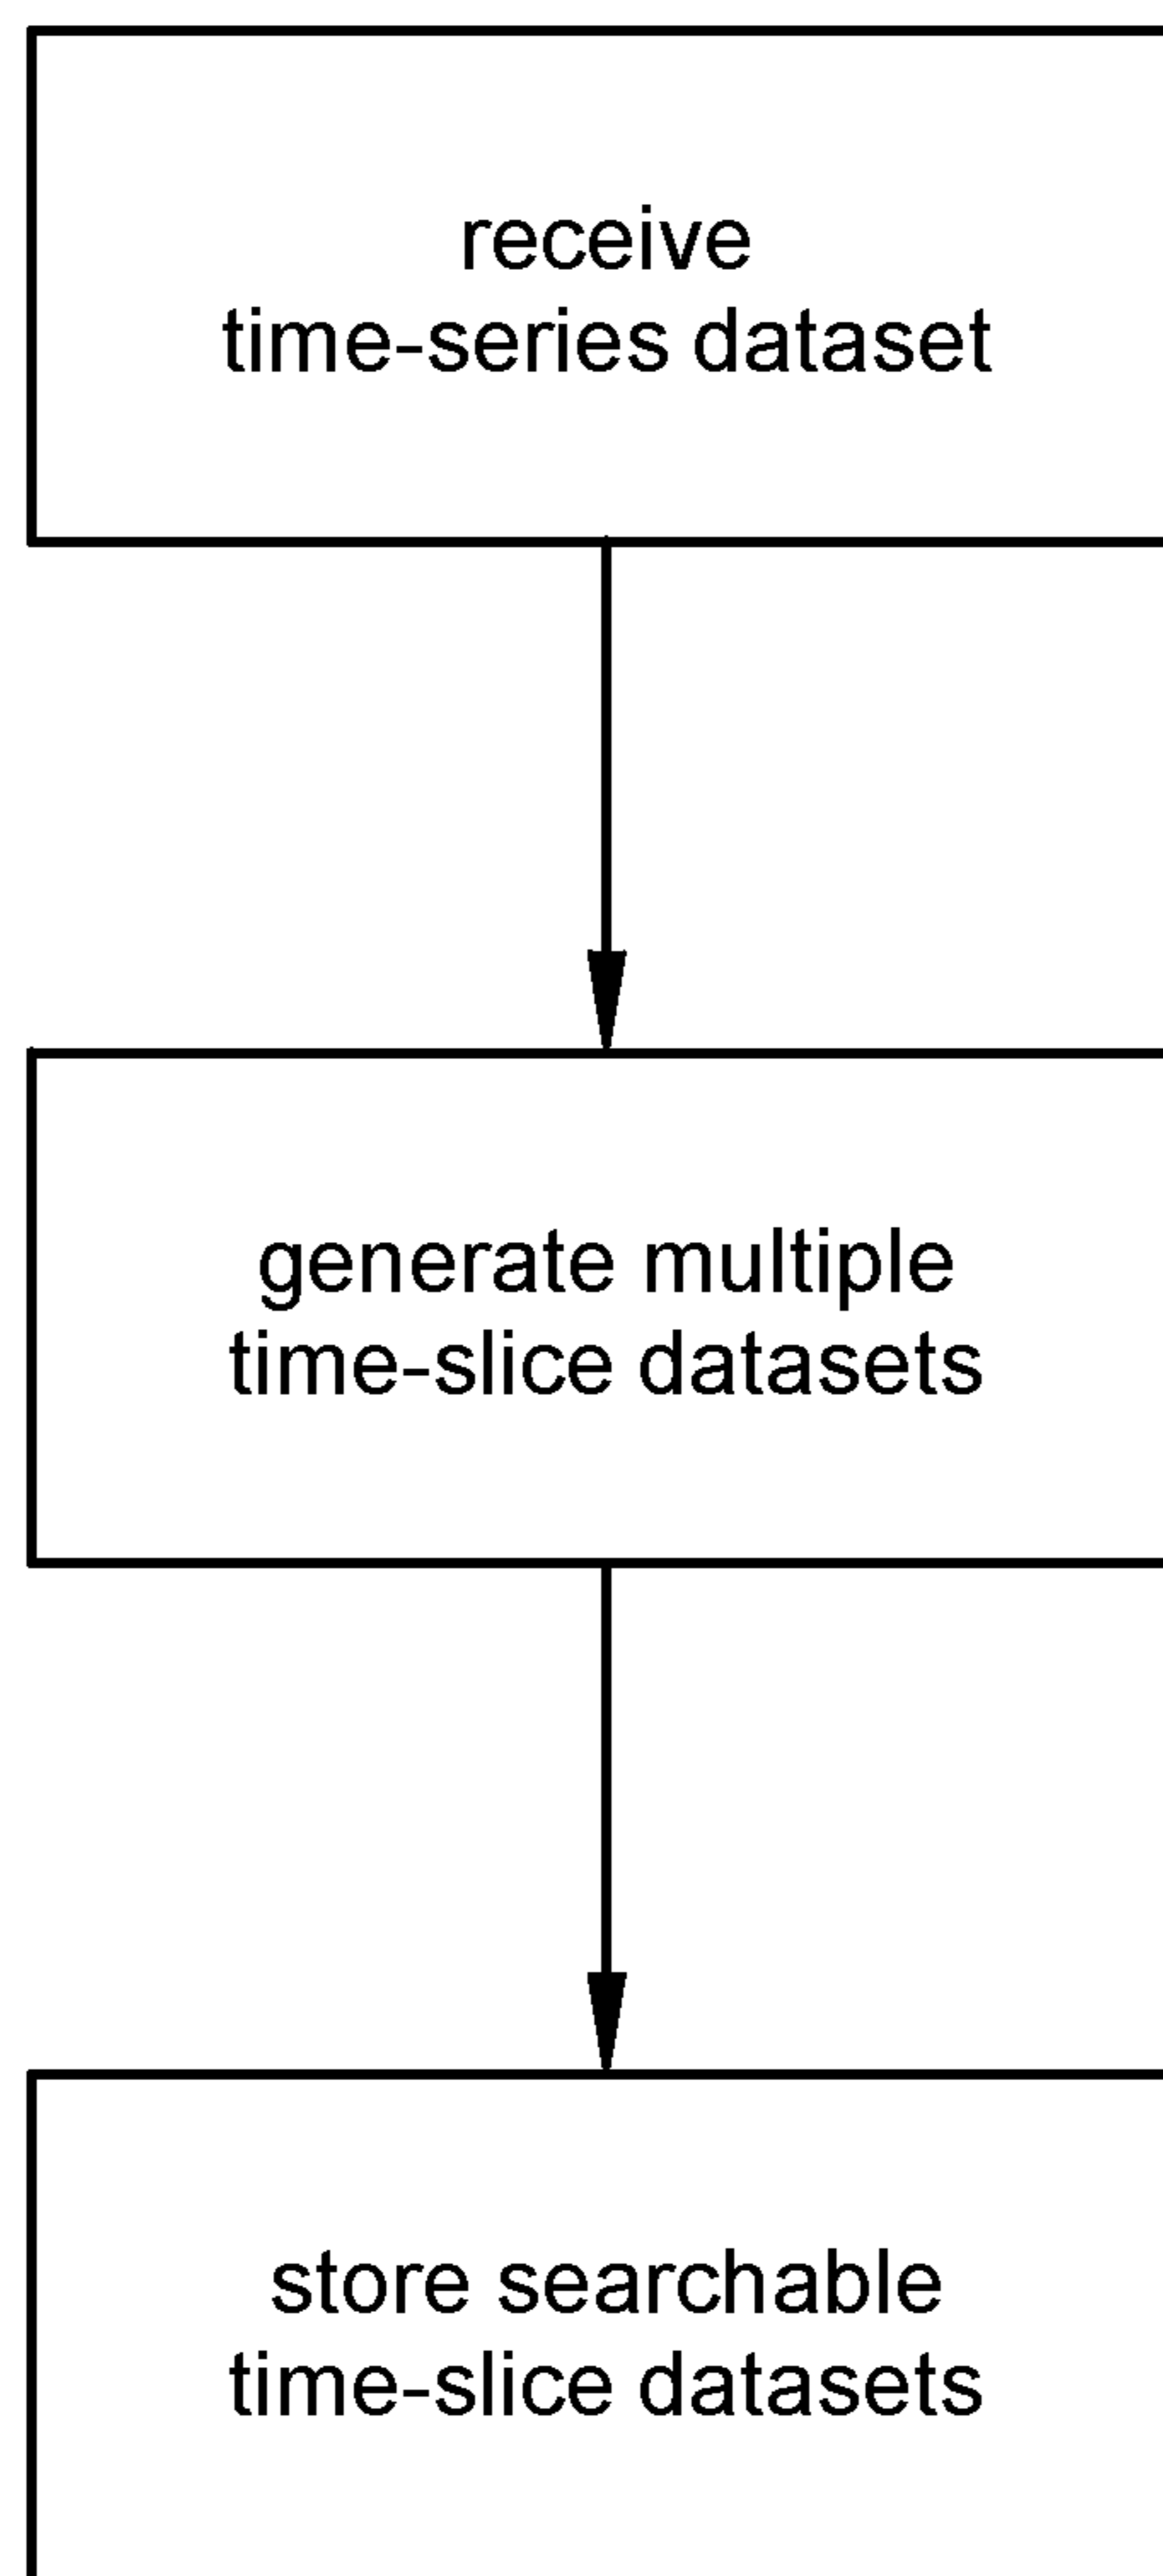 receive
time-series dataset
generate multiple
time-slice datasets
store searchable
time-slice datasets